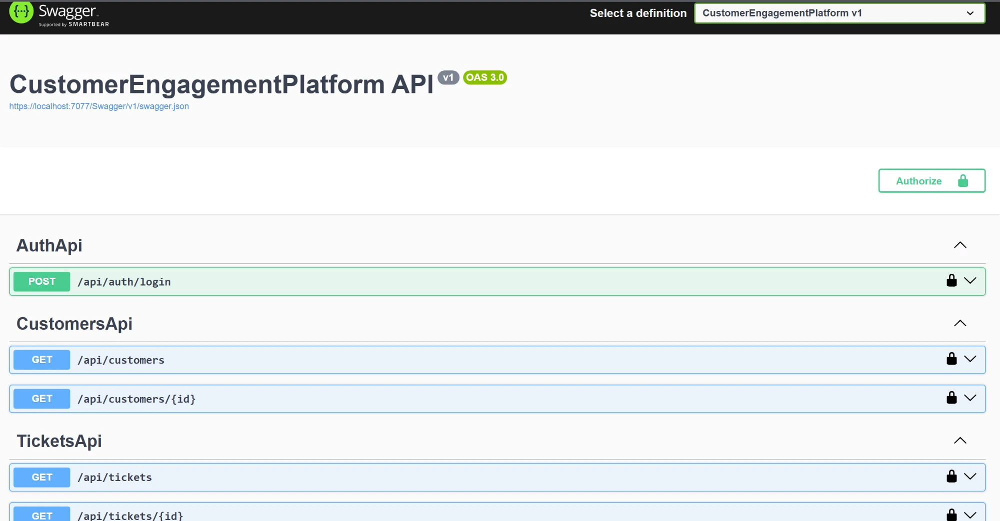 Swagger
Supported by SMARTBEAR
Select a definition
CustomerEngagementPlatform v1
CustomerEngagementPlatform API v1 OAS 3.0
https://localhost:7077/Swagger/v1/swagger.json
Authorize
AuthApi
POST /api/auth/login
CustomersApi
GET /api/customers
GET /api/customers/{id}
TicketsApi
GET /api/tickets
GET /api/tickets/{id}